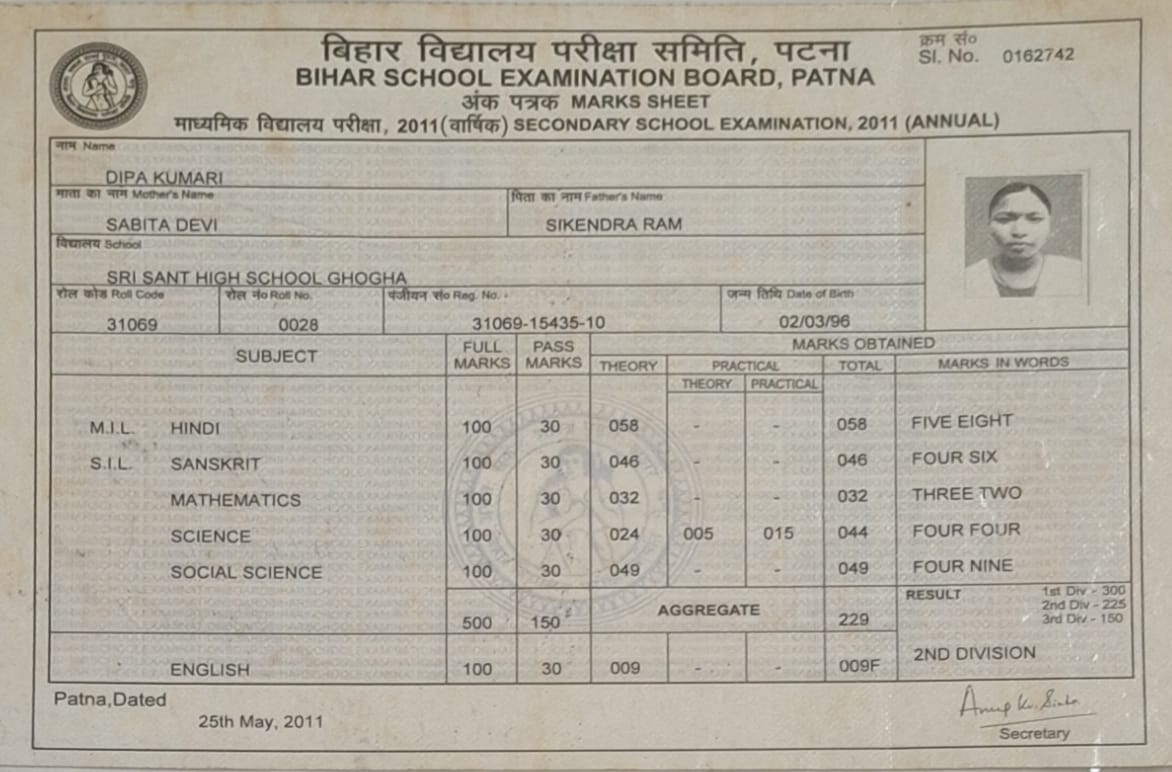 बिहार विद्यालय परीक्षा समिति, पटना
क्रम सं०
Sl. No. 0162742
BIHAR SCHOOL EXAMINATION BOARD, PATNA
अंक पत्रक MARKS SHEET
माध्यमिक विद्यालय परीक्षा, 2011(वार्षिक) SECONDARY SCHOOL EXAMINATION, 2011 (ANNUAL)
नाम Name
DIPA KUMARI
माता का नाम Mother's Name पिता का नाम Father's Name
SABITA DEVI SIKENDRA RAM
विद्यालय School
SRI SANT HIGH SCHOOL GHOGHA
रोल कोड Roll Code रोल नं० Roll No. पंजीयन सं० Reg. No. जन्म तिथि Date of Birth
31069 0028 31069-15435-10 02/03/96
SUBJECT FULL MARKS PASS MARKS MARKS OBTAINED
THEORY PRACTICAL TOTAL MARKS IN WORDS
THEORY PRACTICAL
M.I.L. HINDI 100 30 058 - - 058 FIVE EIGHT
S.I.L. SANSKRIT 100 30 046 - - 046 FOUR SIX
MATHEMATICS 100 30 032 - - 032 THREE TWO
SCIENCE 100 30 024 005 015 044 FOUR FOUR
SOCIAL SCIENCE 100 30 049 - - 049 FOUR NINE
500 150 AGGREGATE 229
RESULT 1st Div - 300
2nd Div - 225
3rd Div - 150
ENGLISH 100 30 009 - - 009F 2ND DIVISION
Patna,Dated
25th May, 2011
Secretary